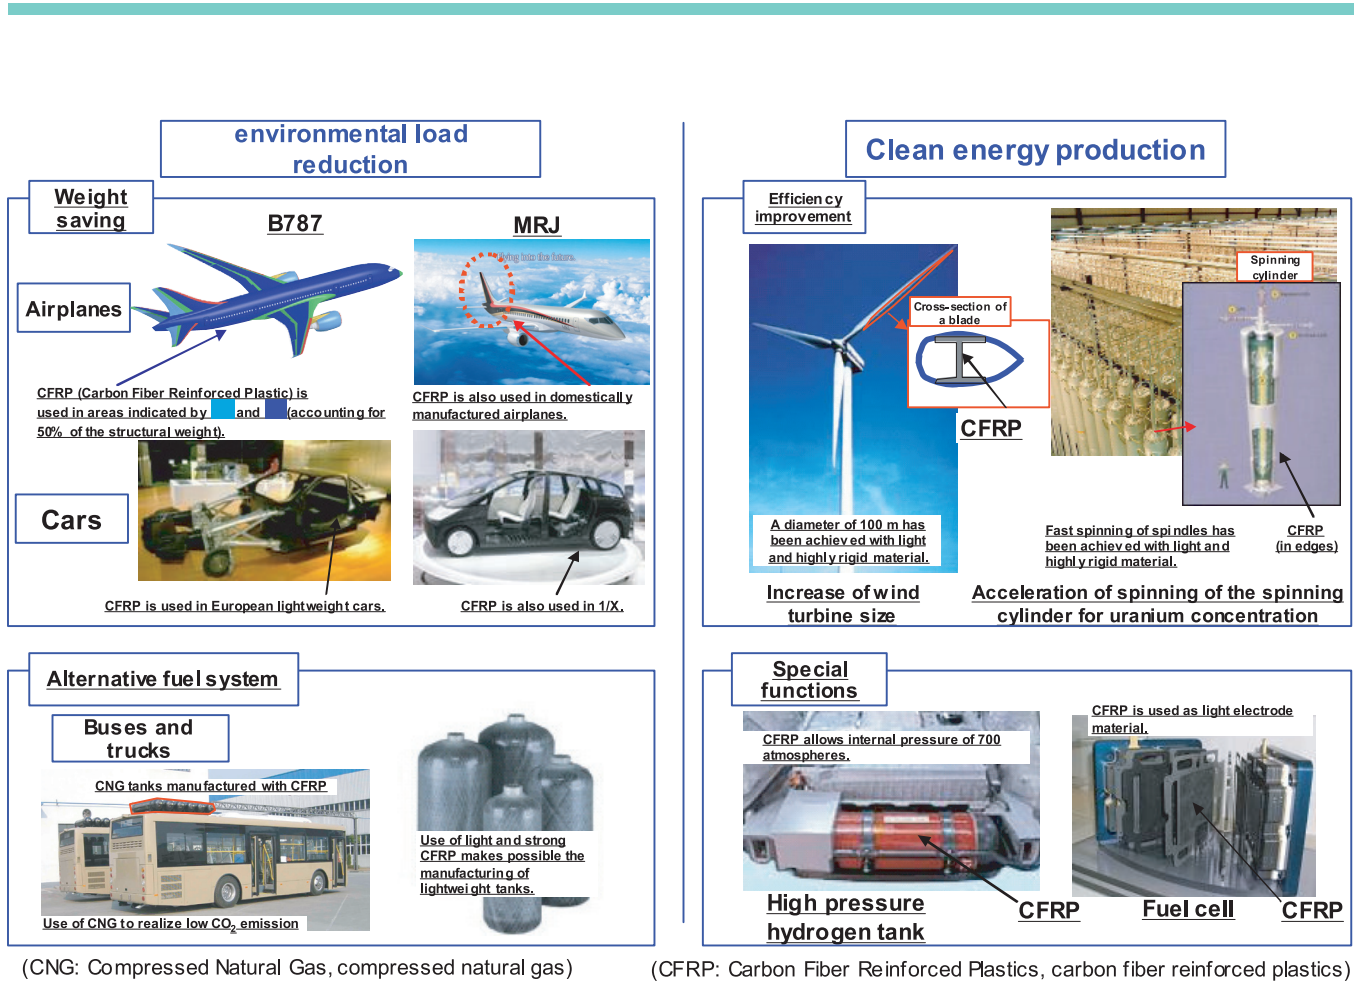 environmental load
reduction
Weight
saving
B787
MRJ
Airplanes
Flying into the future.
CFRP (Carbon Fiber Reinforced Plastic) is
used in areas indicated by and (accounting for
50% of the structural weight).
CFRP is also used in domestically
manufactured airplanes.
Cars
CFRP is used in European lightweight cars.
CFRP is also used in 1/X.
Alternative fuel system
Buses and
trucks
CNG tanks manufactured with CFRP
Use of CNG to realize low CO2 emission
Use of light and strong
CFRP makes possible the
manufacturing of
lightweight tanks.
(CNG: Compressed Natural Gas, compressed natural gas)
Clean energy production
Efficiency
improvement
Cross-section of
a blade
CFRP
A diameter of 100 m has
been achieved with light
and highly rigid material.
Increase of wind
turbine size
Spinning
cylinder
Fast spinning of spindles has
been achieved with light and
highly rigid material.
CFRP
(in edges)
Acceleration of spinning of the spinning
cylinder for uranium concentration
Special
functions
CFRP allows internal pressure of 700
atmospheres.
High pressure
hydrogen tank
CFRP
CFRP is used as light electrode
material.
Fuel cell
CFRP
(CFRP: Carbon Fiber Reinforced Plastics, carbon fiber reinforced plastics)